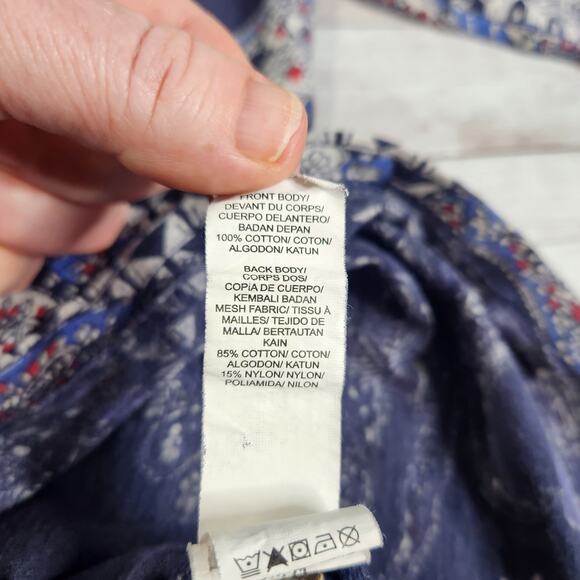 FRONT BODY/
DEVANT DU CORPS/
CUERPO DELANTERO/
BADAN DEPAN
100% COTTON/ COTON/
ALGODON/ KATUN
BACK BODY/
CORPS DOS/
COPiA DE CUERPO/
KEMBALI BADAN
MESH FABRIC/ TISSU À
MAILLES/ TEJIDO DE
MALLA/ BERTAUTAN
KAIN
85% COTTON/ COTON/
ALGODON/ KATUN
15% NYLON/ NYLON/
POLIAMIDA/ NILON